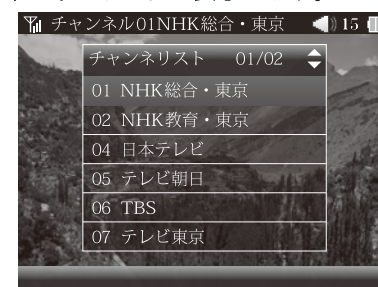 チャンネル01NHK総合・東京 15
チャンネリスト 01/02
01 NHK総合・東京
02 NHK教育・東京
04 日本テレビ
05 テレビ朝日
06 TBS
07 テレビ東京